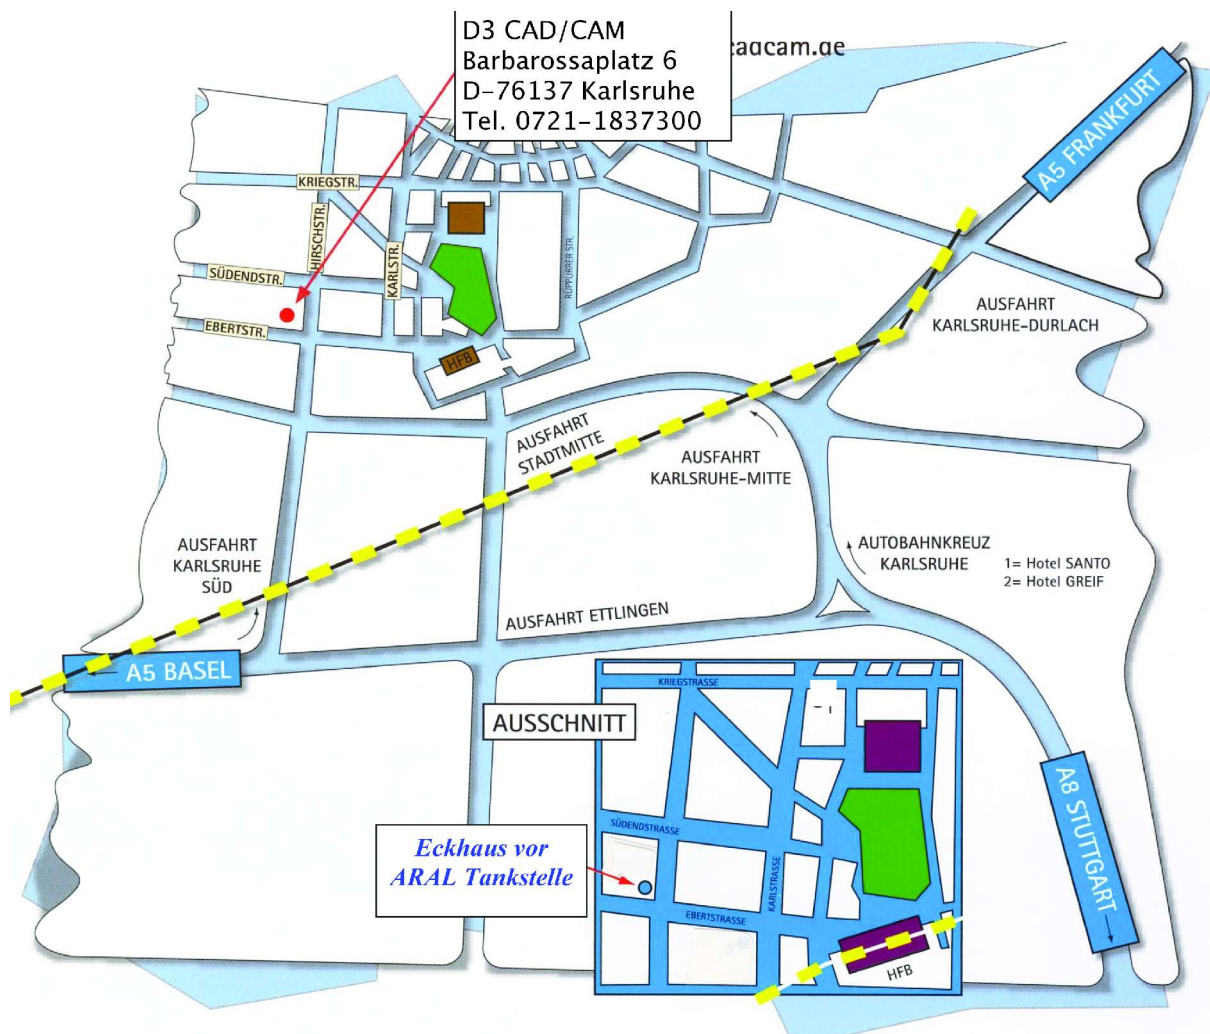 D3 CAD/CAM
Barbarossaplatz 6
D-76137 Karlsruhe
Tel. 0721-1837300
cadcam.de
A5 FRANKFURT
KRIEGSTR.
HIRSCHSTR.
KARLSTR.
RÜPPURRER STR.
SÜDENDSTR.
EBERTSTR.
HFB
AUSFAHRT
KARLSRUHE-DURLACH
AUSFAHRT
STADTMITTE
AUSFAHRT
KARLSRUHE-MITTE
AUSFAHRT
KARLSRUHE
SÜD
AUTOBAHNKREUZ
KARLSRUHE
1= Hotel SANTO
2= Hotel GREIF
AUSFAHRT ETTLINGEN
A5 BASEL
AUSSCHNITT
KRIEGSTRASSE
SÜDENDSTRASSE
KARLSTRASSE
EBERTSTRASSE
HFB
Eckhaus vor
ARAL Tankstelle
A8 STUTTGART